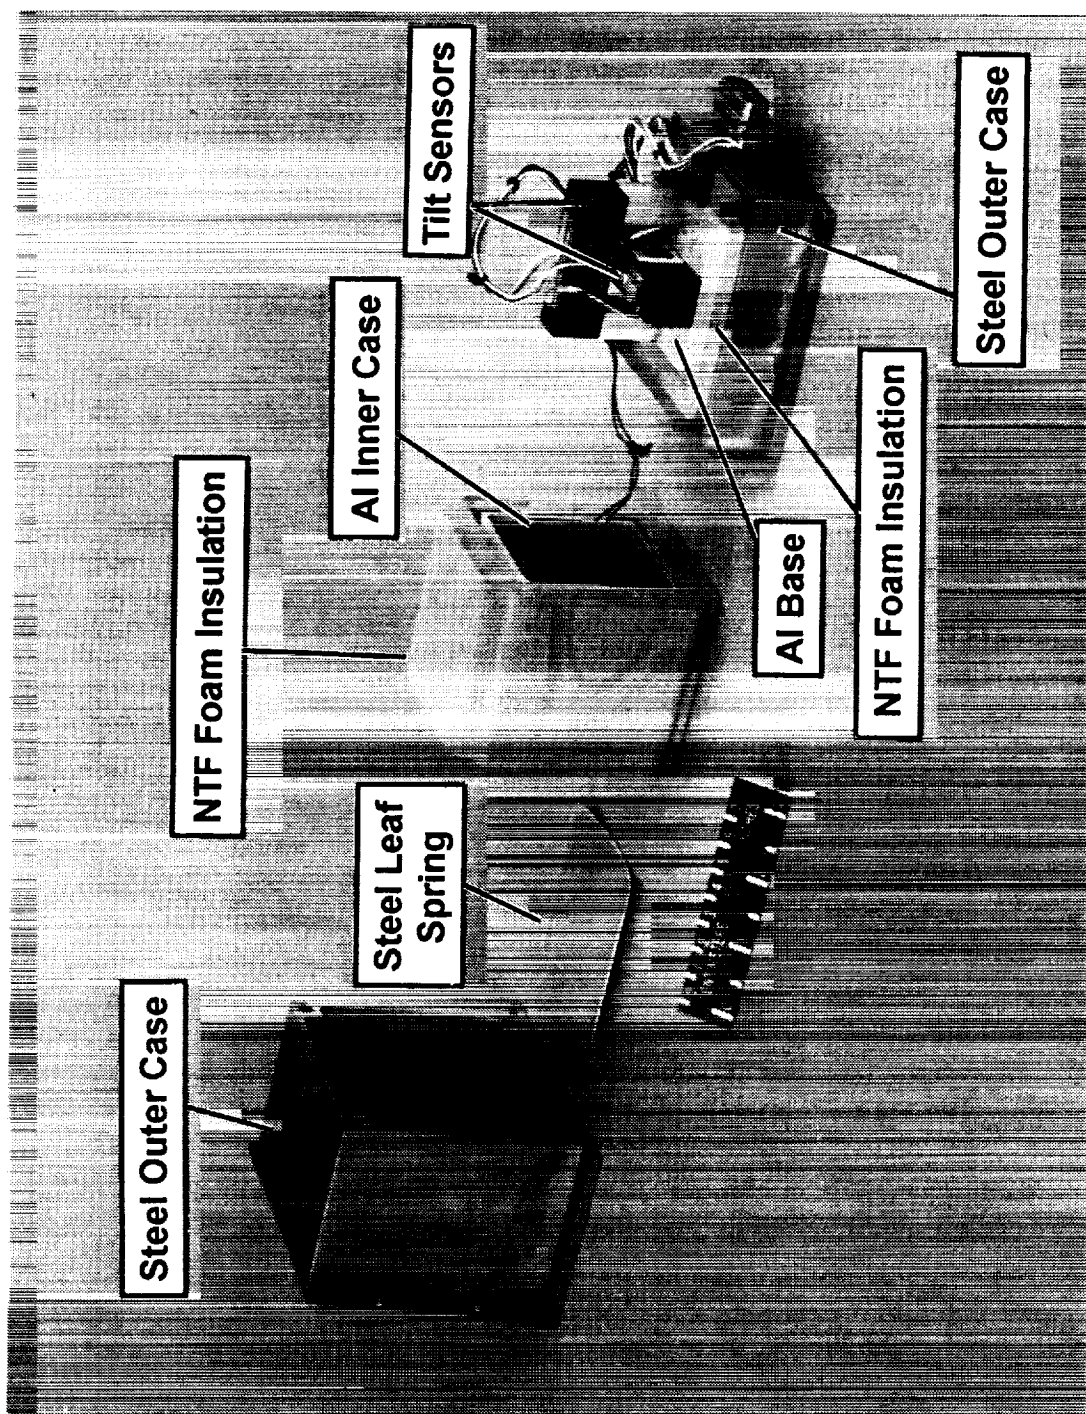 Steel Outer Case
NTF Foam Insulation
Steel Leaf
Spring
Al Inner Case
Tilt Sensors
Al Base
NTF Foam Insulation
Steel Outer Case